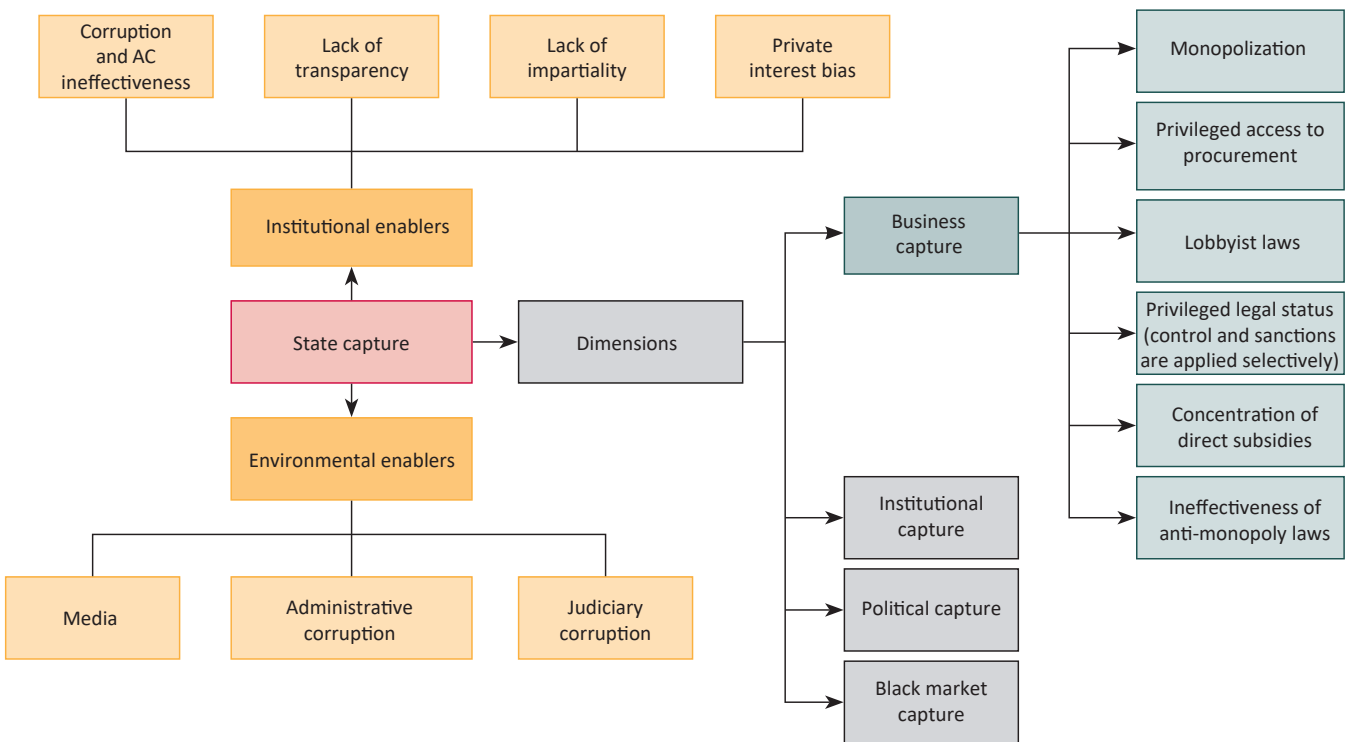 Corruption
and AC
ineffectiveness
Lack of
transparency
Lack of
impartiality
Private
interest bias
Institutional enablers
State capture
Dimensions
Environmental enablers
Media
Administrative
corruption
Judiciary
corruption
Business
capture
Institutional
capture
Political capture
Black market
capture
Monopolization
Privileged access to
procurement
Lobbyist laws
Privileged legal status
(control and sanctions
are applied selectively)
Concentration of
direct subsidies
Ineffectiveness of
anti-monopoly laws